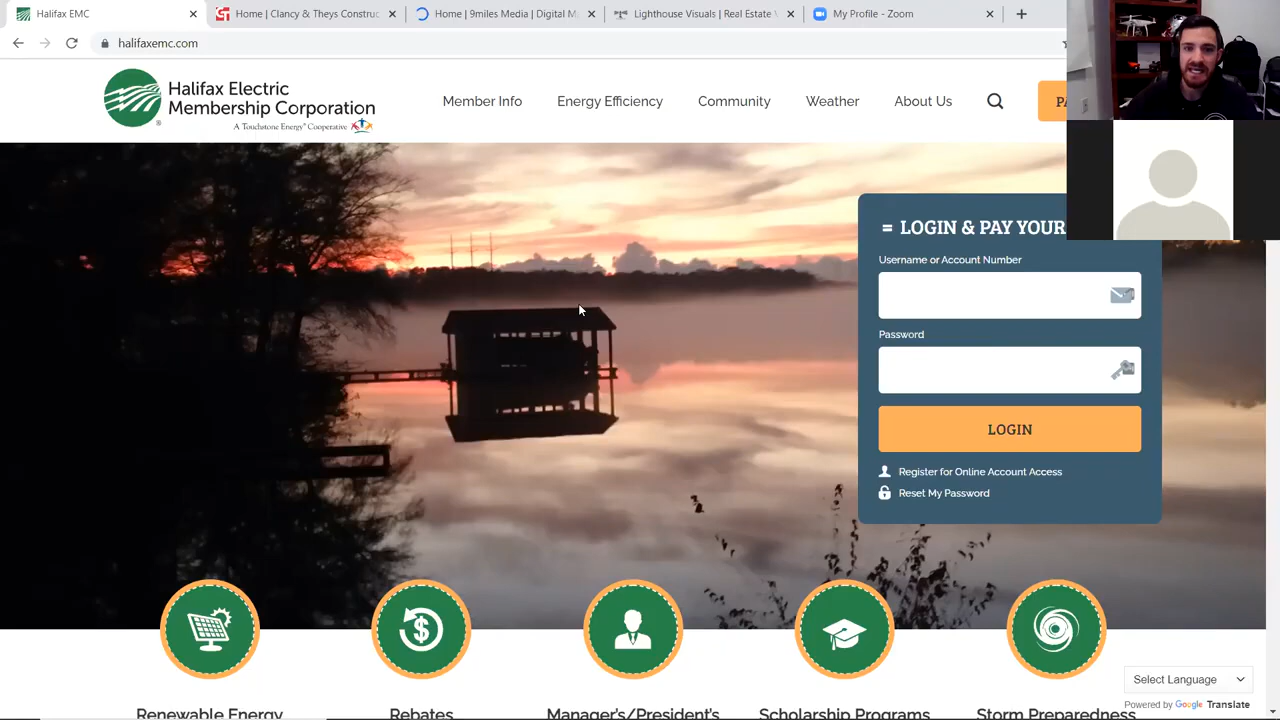 Halifax EMC
Home | Clancy & Theys Construc
Home | 9miles Media | Digital M
Lighthouse Visuals | Real Estate V
My Profile - Zoom
halifaxemc.com
Halifax Electric
Membership Corporation
A Touchstone Energy® Cooperative
Member Info
Energy Efficiency
Community
Weather
About Us
PA
LOGIN & PAY YOUR
Username or Account Number
Password
LOGIN
Register for Online Account Access
Reset My Password
Renewable Energy
Rebates
Manager's/President's
Scholarship Programs
Storm Preparedness
Select Language
Powered by Google Translate